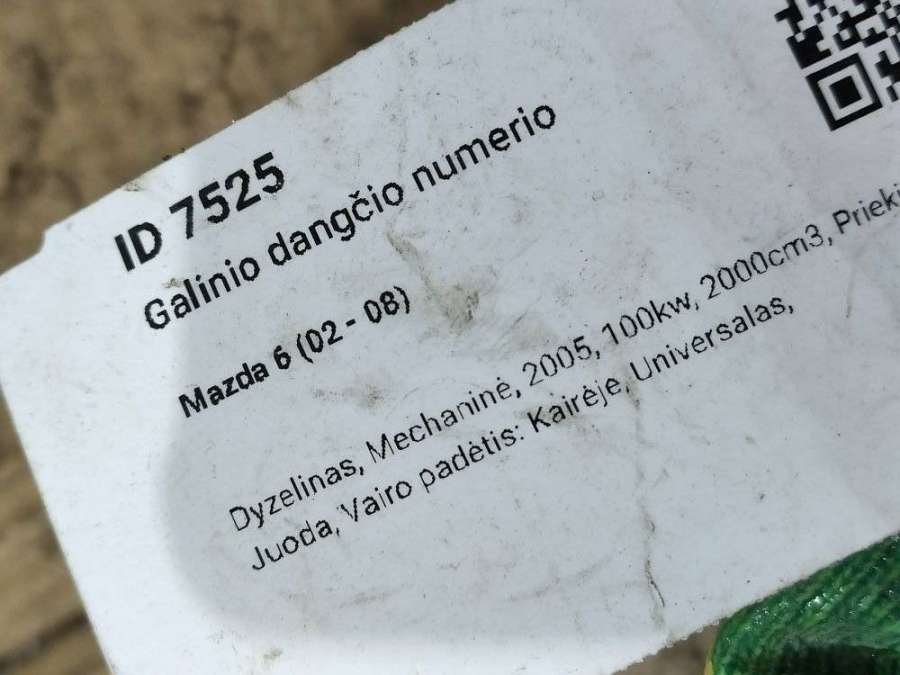 ID 7525
Galinio dangčio numerio
Mazda 6 (02 - 08)
Dyzelinas, Mechaninė, 2005, 100kw, 2000cm3,
Juoda, Vairo padėtis: Kairėje, Universalas,